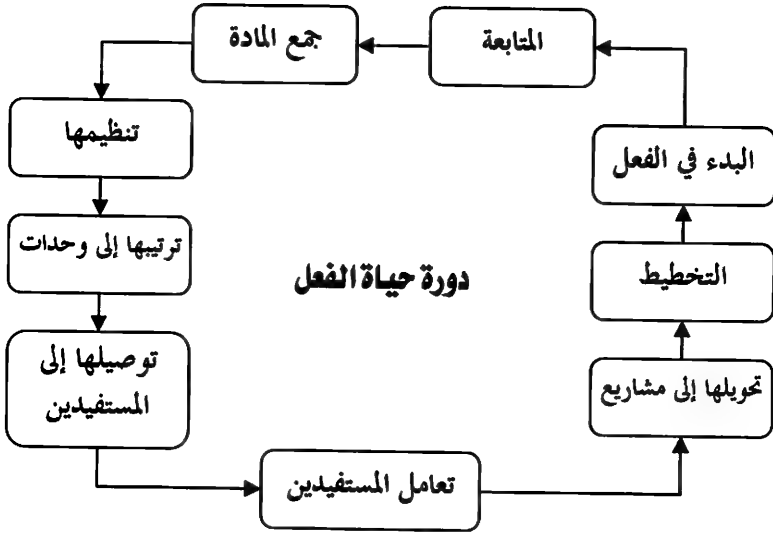 المتابعة
جمع المادة
تنظيمها
ترتيبها إلى وحدات
توصيلها إلى
المستفيدين
تعامل المستفيدين
تحويلها إلى مشاريع
التخطيط
البدء في الفعل
دورة حياة الفعل